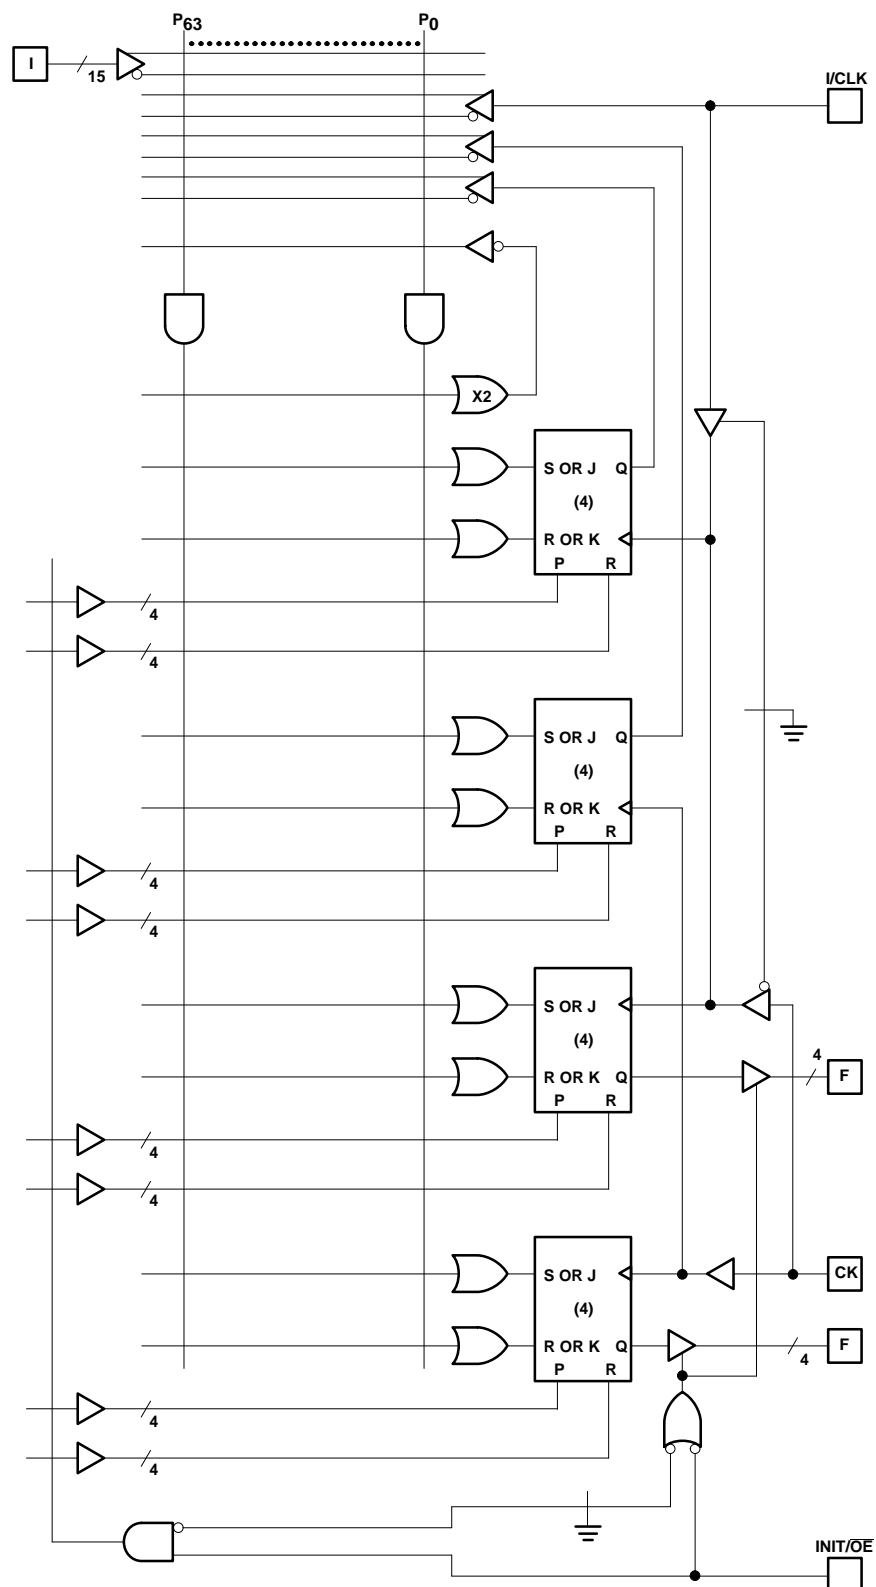 P63 P0
I
15
I/CLK
X2
S OR J Q
(4)
R OR K
P R
4
4
S OR J Q
(4)
R OR K
P R
4
4
S OR J
(4)
4
R OR K Q F
P R
4
4
S OR J CK
(4)
R OR K Q F
4
P R
4
4
INIT/O̅E̅